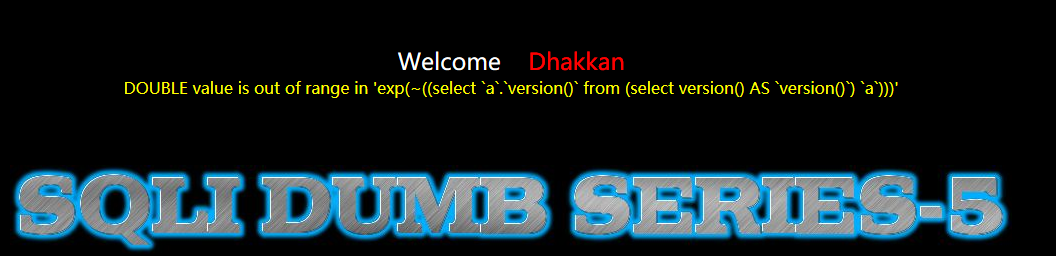 Welcome Dhakkan
DOUBLE value is out of range in 'exp(~((select `a`.`version()` from (select version() AS `version()`) `a`)))'
SQLI DUMB SERIES-5